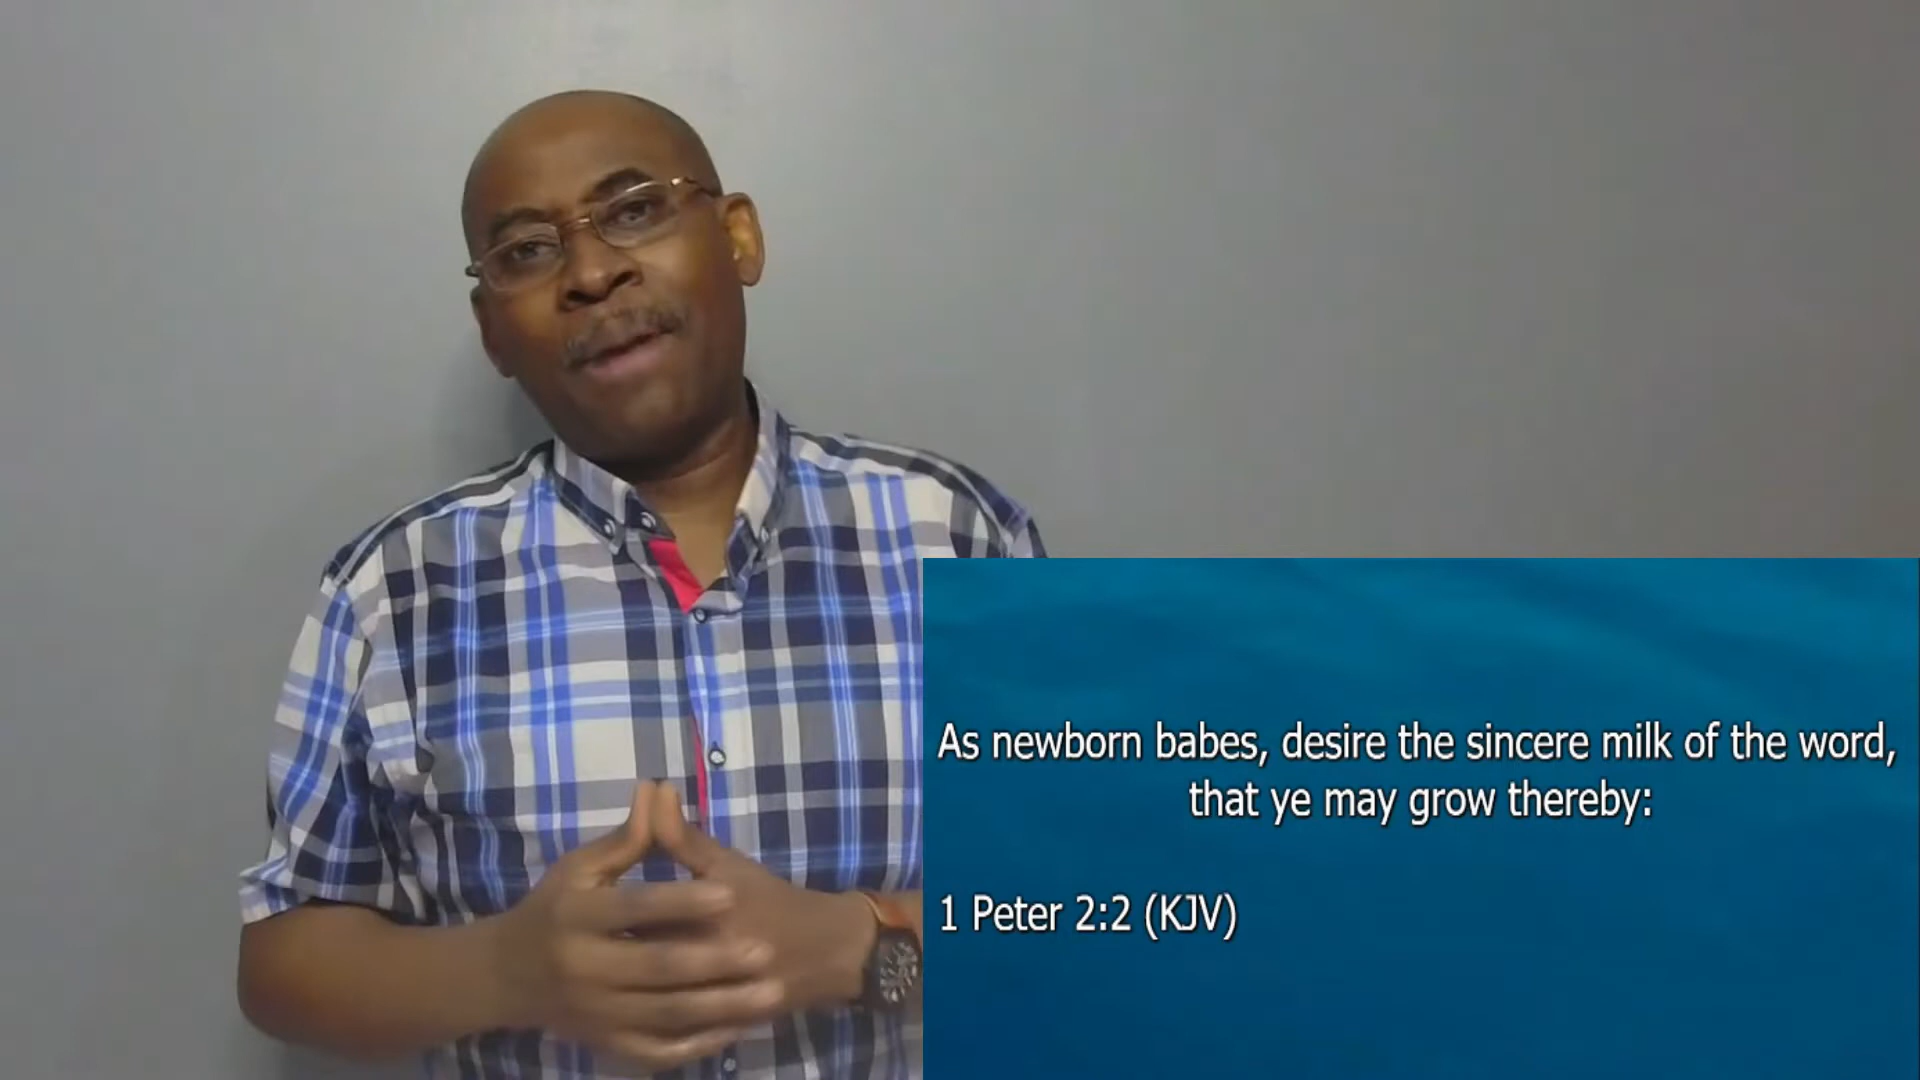 As newborn babes, desire the sincere milk of the word,
that ye may grow thereby:
1 Peter 2:2 (KJV)